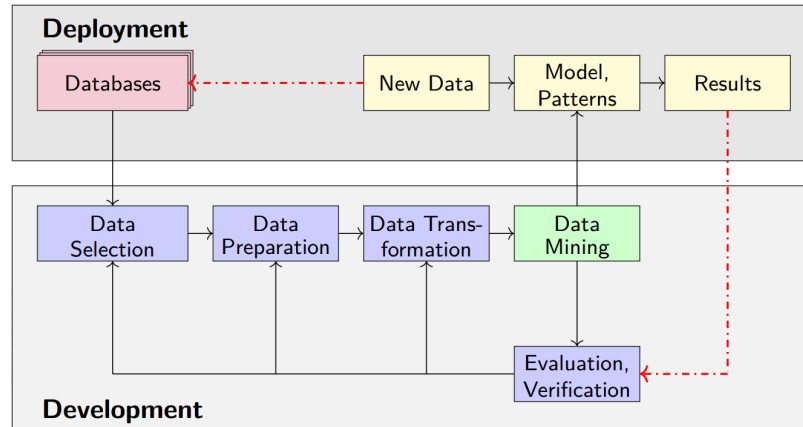 Deployment
Databases
New Data
Model,
Patterns
Results
Data
Selection
Data
Preparation
Data Trans-
formation
Data
Mining
Evaluation,
Verification
Development